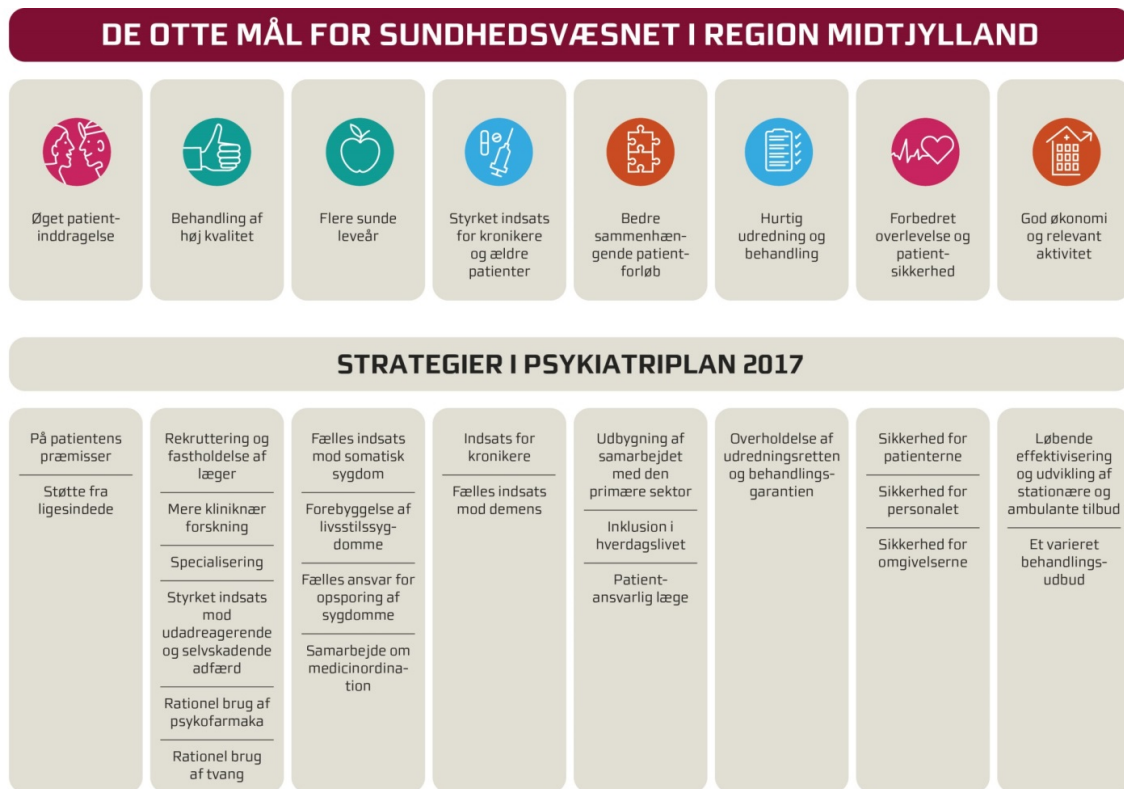 DE OTTE MÅL FOR SUNDHEDSVÆSNET I REGION MIDTJYLLAND
Øget patient-
inddragelse
Behandling af
høj kvalitet
Flere sunde
leveår
Styrket indsats
for kronikere
og ældre
patienter
Bedre
sammenhæn-
gende patient-
forløb
Hurtig
udredning og
behandling
Forbedret
overlevelse og
patient-
sikkerhed
God økonomi
og relevant
aktivitet
STRATEGIER I PSYKIATRIPLAN 2017
På patientens
præmisser
Støtte fra
ligesindede
Rekruttering og
fastholdelse af
læger
Mere kliniknær
forskning
Specialisering
Styrket indsats
mod
udadreagerende
og selvskadende
adfærd
Rationel brug af
psykofarmaka
Rationel brug
af tvang
Fælles indsats
mod somatisk
sygdom
Forebyggelse af
livsstilssyg-
domme
Fælles ansvar for
opsporing af
sygdomme
Samarbejde om
medicinordina-
tion
Indsats for
kronikere
Fælles indsats
mod demens
Udbygning af
samarbejdet
med den
primære sektor
Inklusion i
hverdagslivet
Patient-
ansvarlig læge
Overholdelse af
udredningsretten
og behandlings-
garantien
Sikkerhed for
patienterne
Sikkerhed for
personalet
Sikkerhed for
omgivelserne
Løbende
effektivisering
og udvikling af
stationære og
ambulante tilbud
Et varieret
behandlings-
udbud